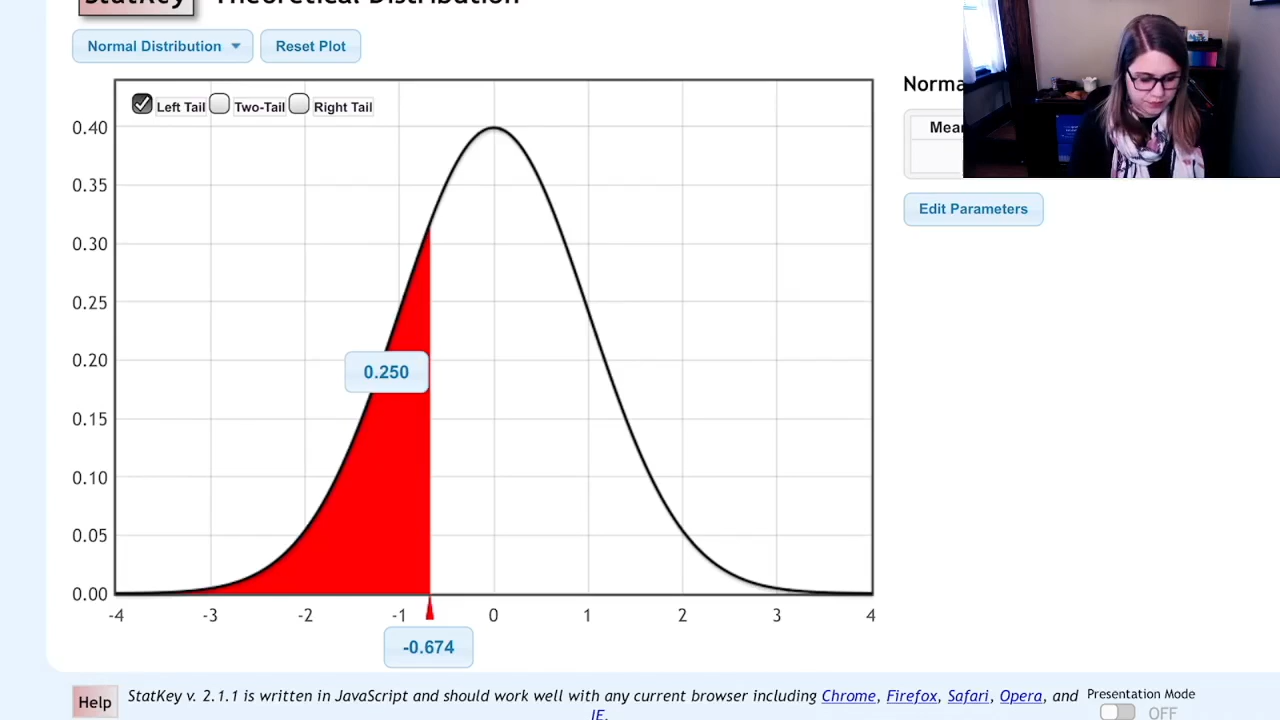 StatKey Theoretical Distribution
Normal Distribution Reset Plot
Left Tail Two-Tail Right Tail
0.40
0.35
0.30
0.25
0.20
0.15
0.10
0.05
0.00
0.250
-4 -3 -2 -1 0 1 2 3 4
-0.674
Norma
Mea
Edit Parameters
Help
StatKey v. 2.1.1 is written in JavaScript and should work well with any current browser including Chrome, Firefox, Safari, Opera, and
IE.
Presentation Mode
OFF